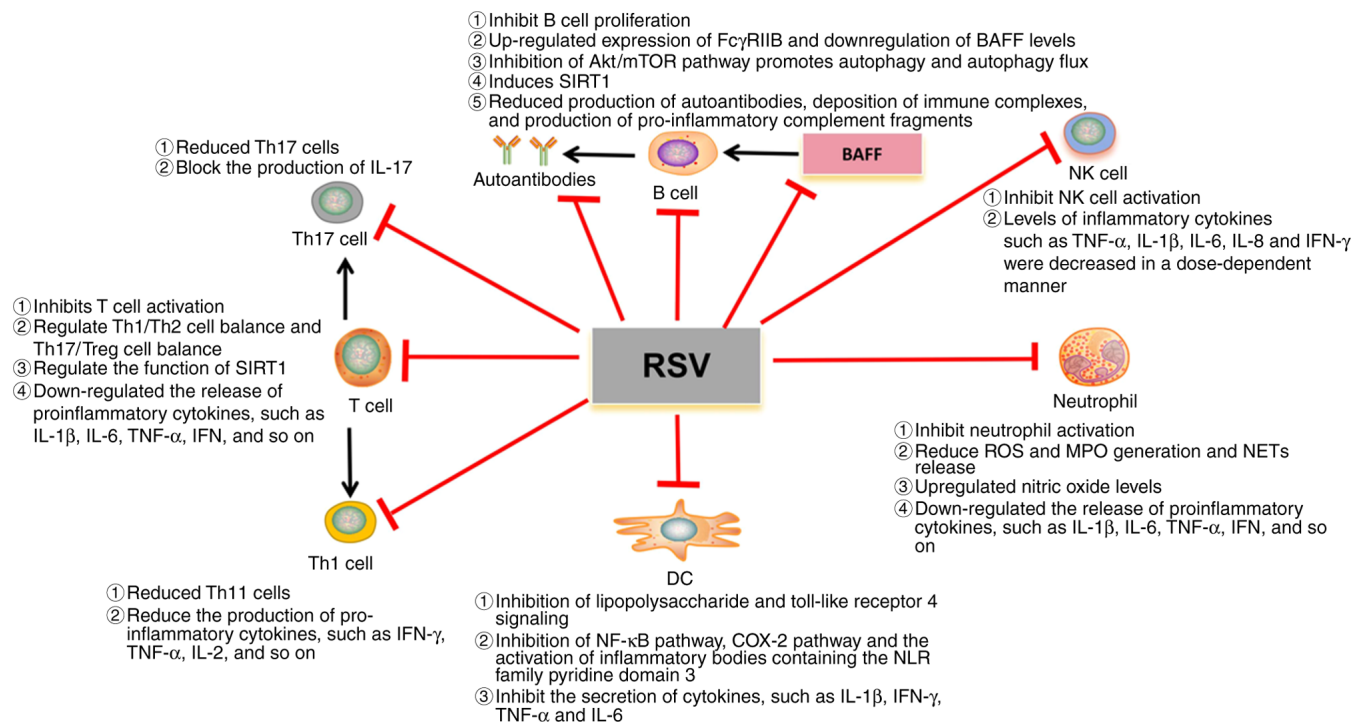 ①Inhibit B cell proliferation
②Up-regulated expression of FcγRIIB and downregulation of BAFF levels
③Inhibition of Akt/mTOR pathway promotes autophagy and autophagy flux
④Induces SIRT1
⑤Reduced production of autoantibodies, deposition of immune complexes,
and production of pro-inflammatory complement fragments
Autoantibodies
B cell
BAFF
NK cell
①Inhibit NK cell activation
②Levels of inflammatory cytokines
such as TNF-α, IL-1β, IL-6, IL-8 and IFN-γ
were decreased in a dose-dependent
manner
①Reduced Th17 cells
②Block the production of IL-17
Th17 cell
①Inhibits T cell activation
②Regulate Th1/Th2 cell balance and
Th17/Treg cell balance
③Regulate the function of SIRT1
④Down-regulated the release of
proinflammatory cytokines, such as
IL-1β, IL-6, TNF-α, IFN, and so on
T cell
RSV
Neutrophil
①Inhibit neutrophil activation
②Reduce ROS and MPO generation and NETs
release
③Upregulated nitric oxide levels
④Down-regulated the release of proinflammatory
cytokines, such as IL-1β, IL-6, TNF-α, IFN, and so
on
Th1 cell
①Reduced Th11 cells
②Reduce the production of pro-
inflammatory cytokines, such as IFN-γ,
TNF-α, IL-2, and so on
DC
①Inhibition of lipopolysaccharide and toll-like receptor 4
signaling
②Inhibition of NF-κB pathway, COX-2 pathway and the
activation of inflammatory bodies containing the NLR
family pyridine domain 3
③Inhibit the secretion of cytokines, such as IL-1β, IFN-γ,
TNF-α and IL-6